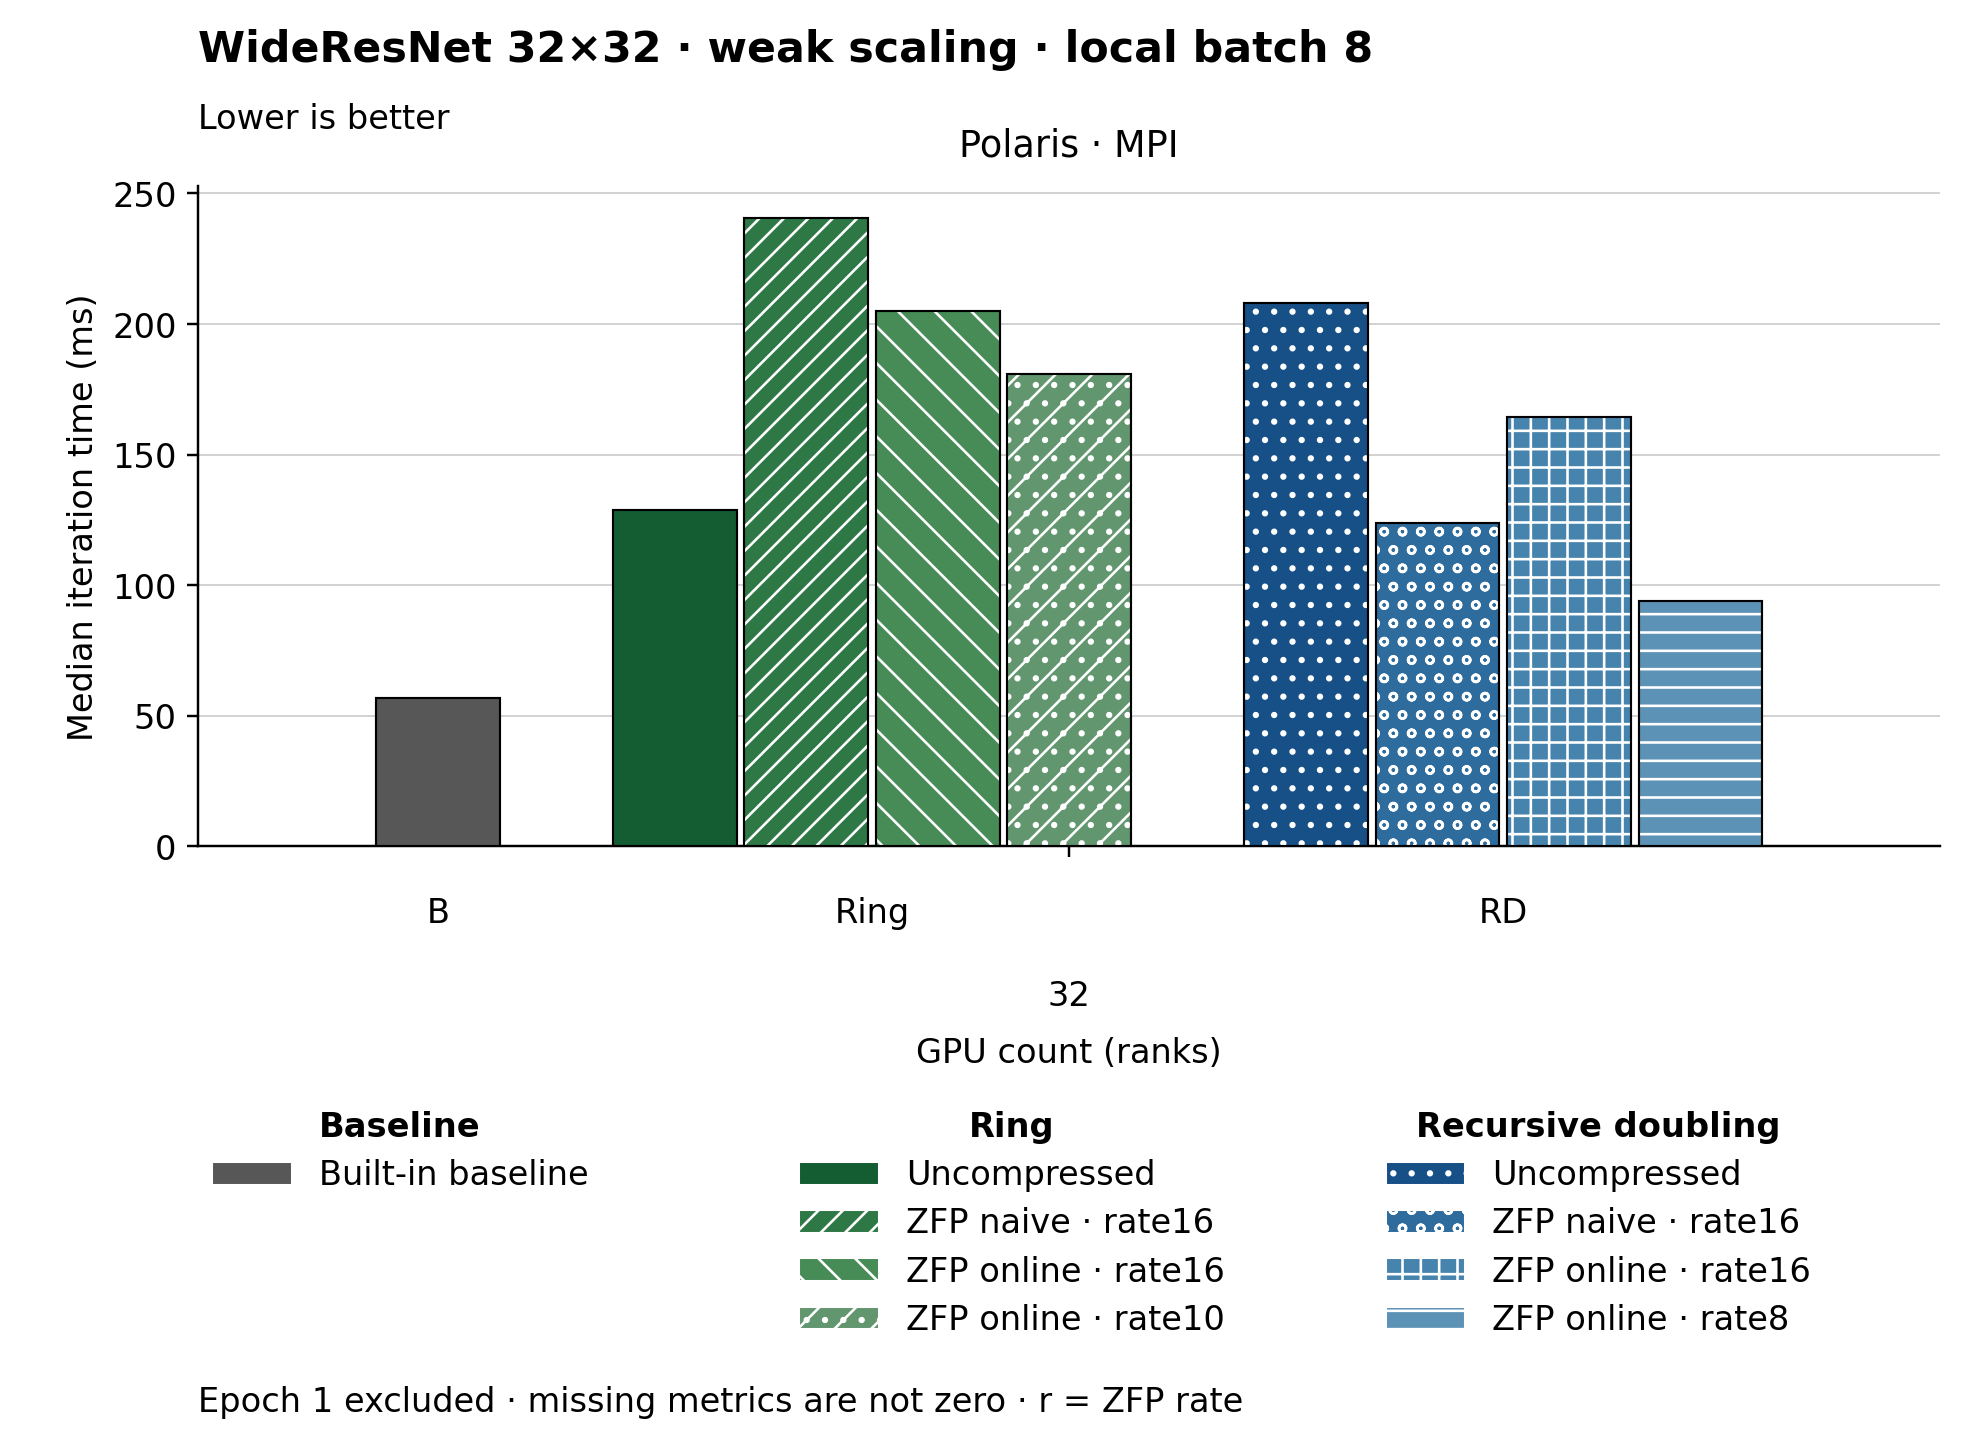 WideResNet 32×32 · weak scaling · local batch 8
Lower is better
Polaris · MPI
Median iteration time (ms)
250
200
150
100
50
0
B Ring RD
32
GPU count (ranks)
Baseline
Built-in baseline
Ring
Uncompressed
ZFP naive · rate16
ZFP online · rate16
ZFP online · rate10
Recursive doubling
Uncompressed
ZFP naive · rate16
ZFP online · rate16
ZFP online · rate8
Epoch 1 excluded · missing metrics are not zero · r = ZFP rate